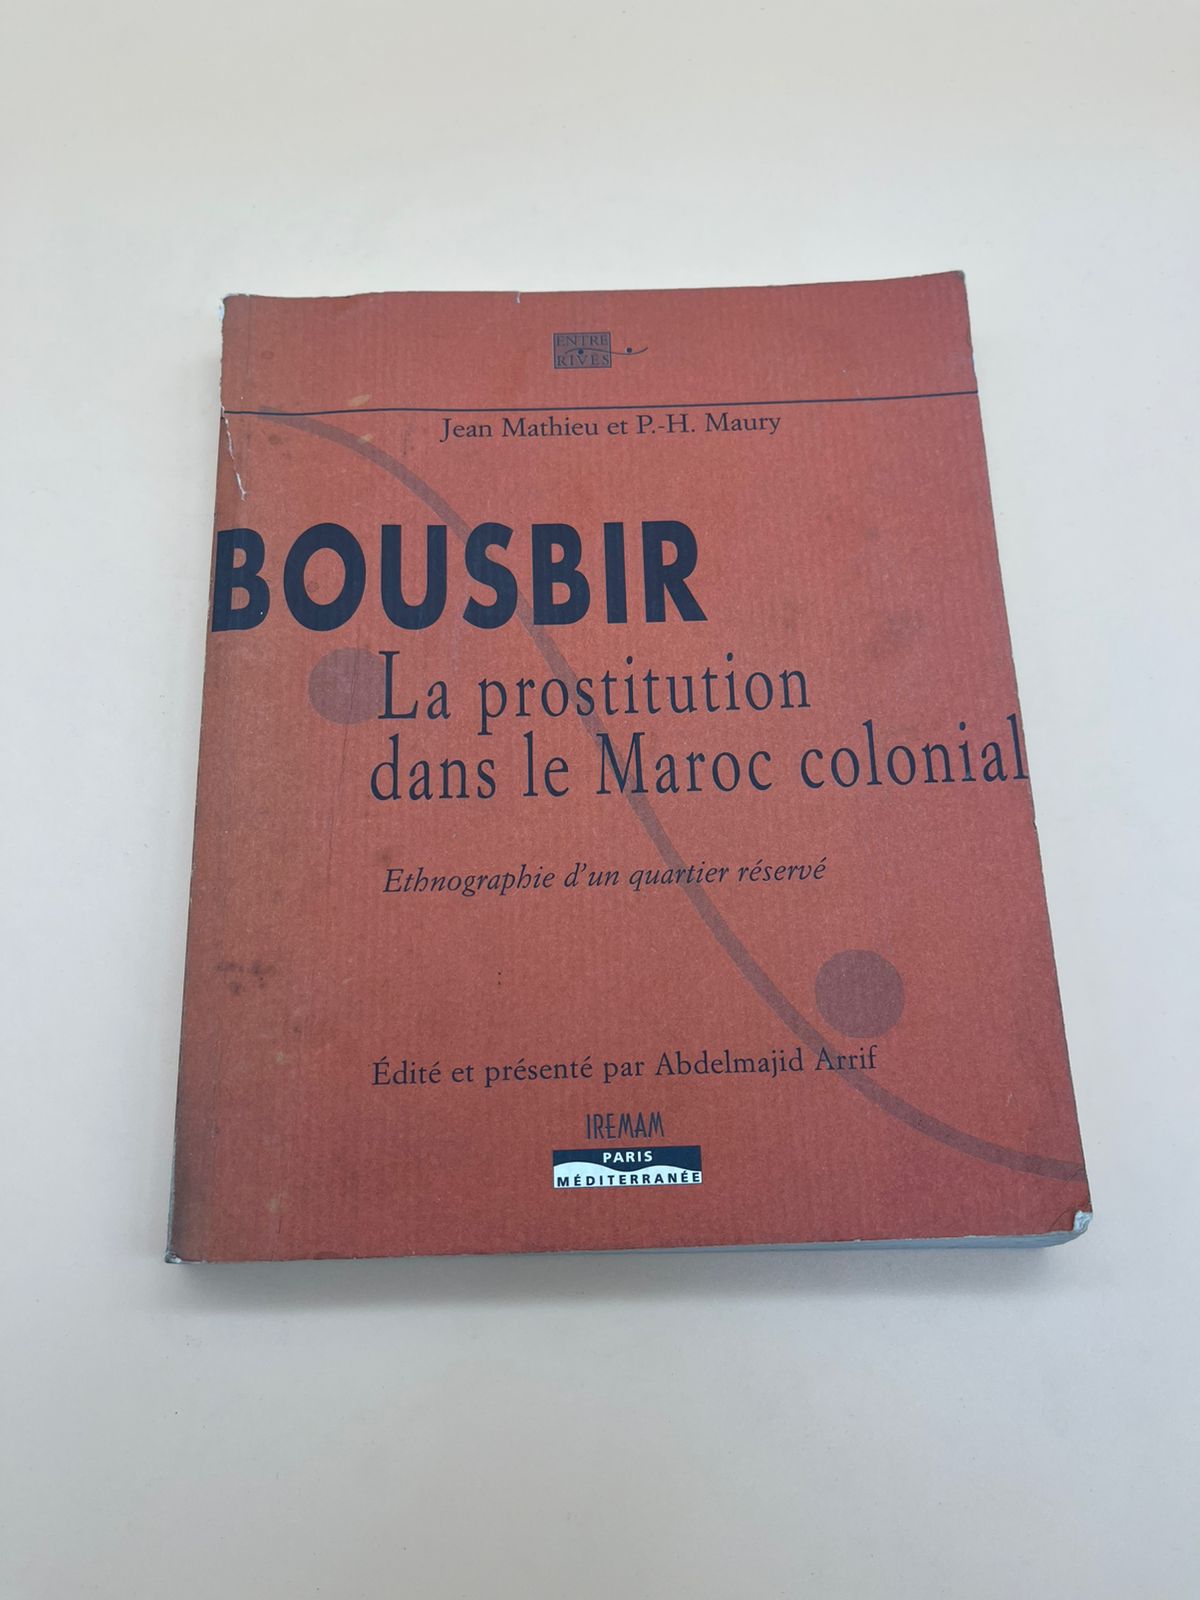 ENTRE
RIVES
Jean Mathieu et P.-H. Maury
BOUSBIR
La prostitution
dans le Maroc colonial
Ethnographie d'un quartier réservé
Édité et présenté par Abdelmajid Arrif
IREMAM
PARIS
MÉDITERRANÉE